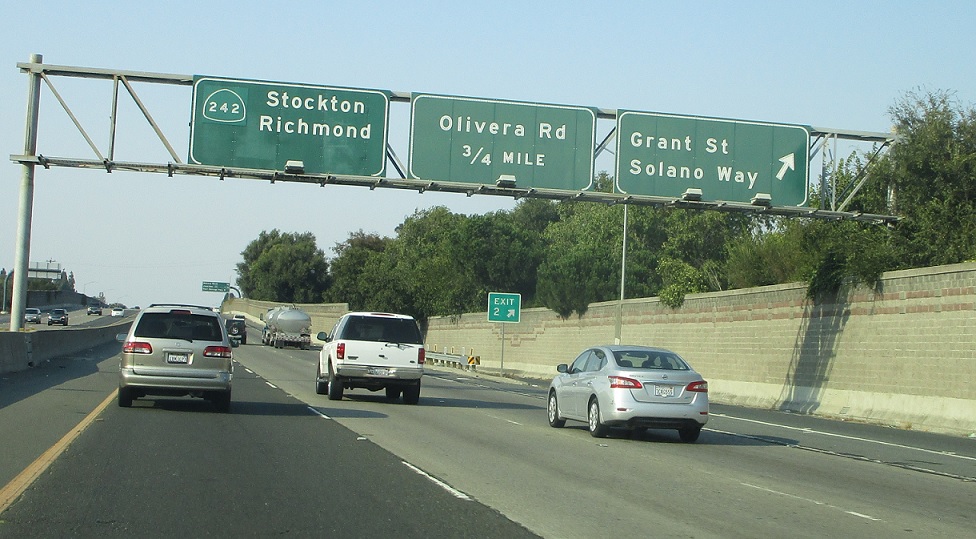 242
Stockton
Richmond
Olivera Rd
3/4 MILE
Grant St
Solano Way
EXIT
2